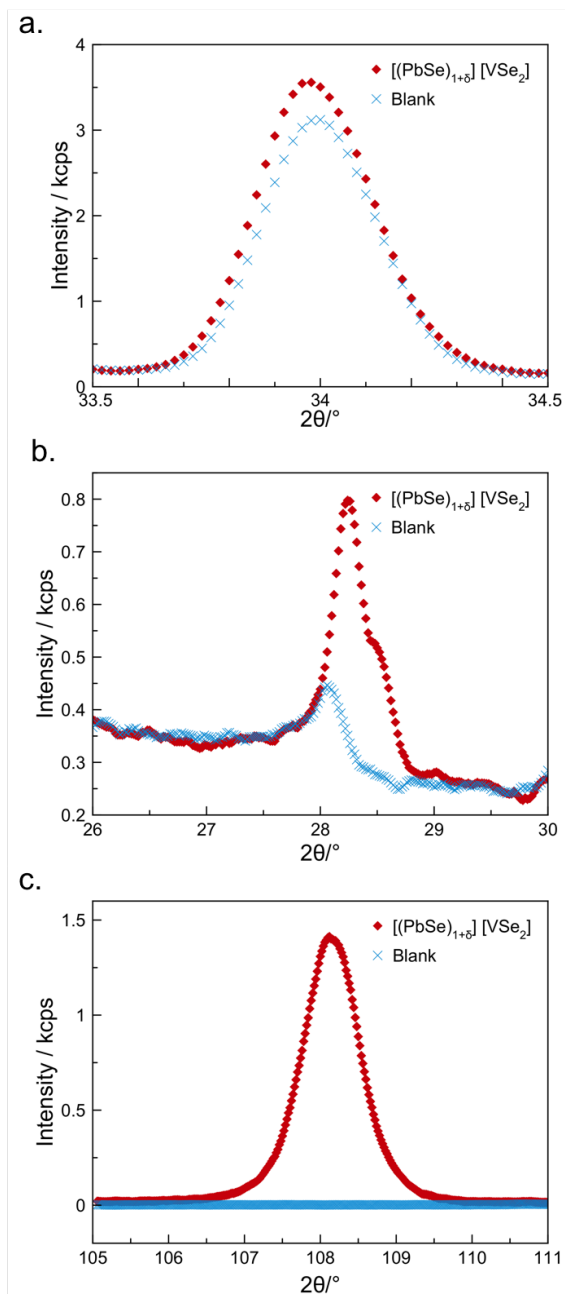 a.
4
3
2
1
0
Intensity / kcps
[(PbSe)₁₊δ] [VSe₂]
Blank
33.5
34
34.5
2θ/°
b.
0.8
0.7
0.6
0.5
0.4
0.3
0.2
Intensity / kcps
[(PbSe)₁₊δ] [VSe₂]
Blank
26
27
28
29
30
2θ/°
c.
1.5
1
0.5
0
Intensity / kcps
[(PbSe)₁₊δ] [VSe₂]
Blank
105
106
107
108
109
110
111
2θ/°